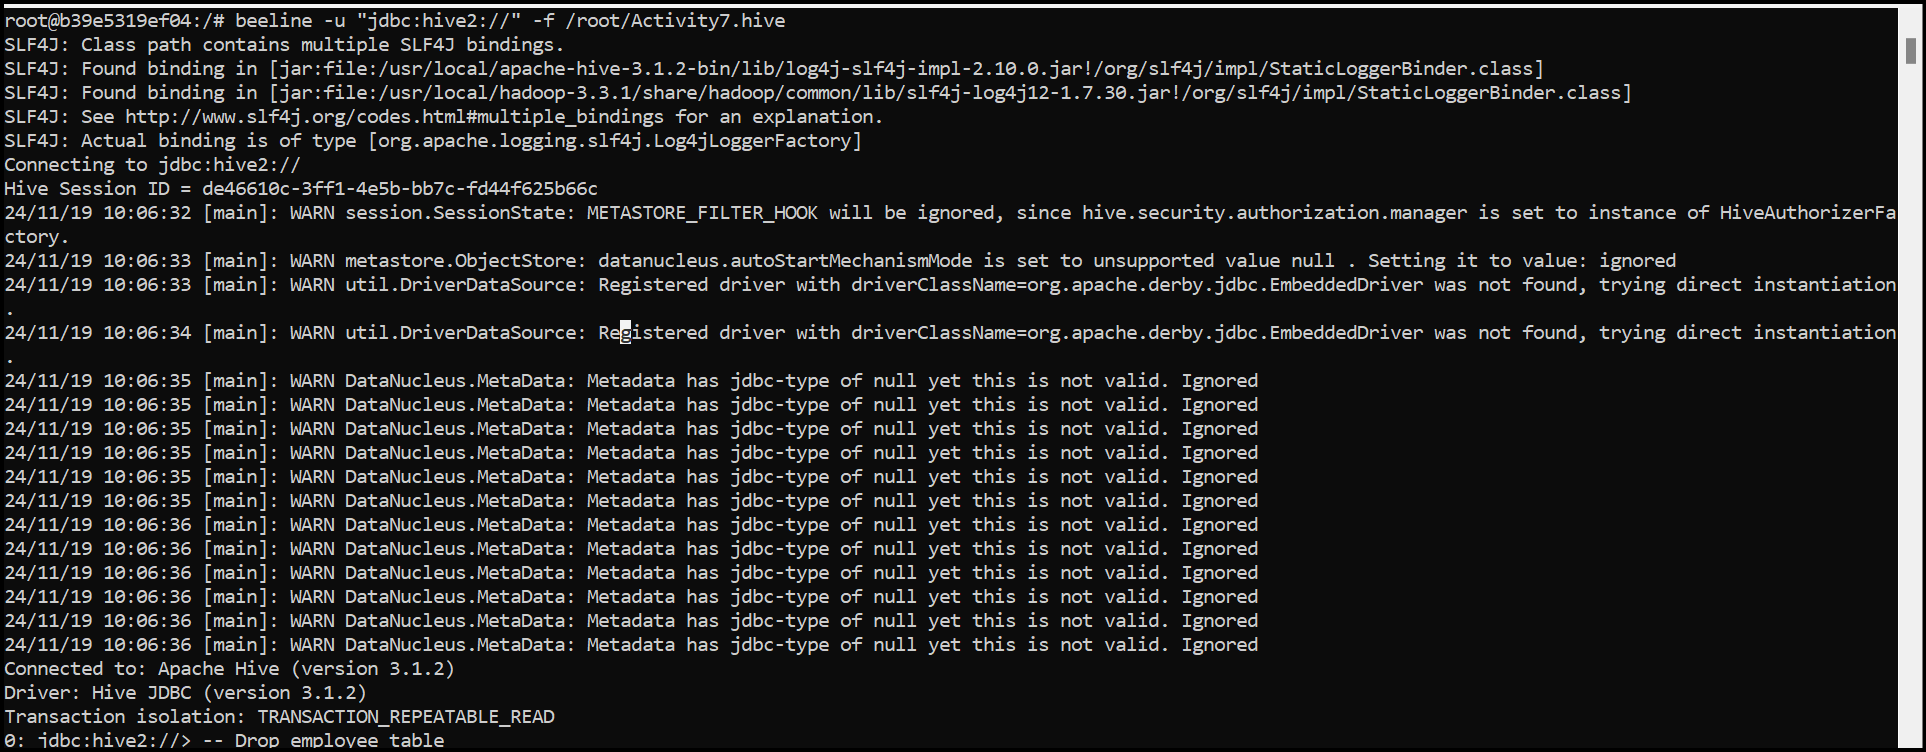 root@b39e5319ef04:/# beeline -u "jdbc:hive2://" -f /root/Activity7.hive
SLF4J: Class path contains multiple SLF4J bindings.
SLF4J: Found binding in [jar:file:/usr/local/apache-hive-3.1.2-bin/lib/log4j-slf4j-impl-2.10.0.jar!/org/slf4j/impl/StaticLoggerBinder.class]
SLF4J: Found binding in [jar:file:/usr/local/hadoop-3.3.1/share/hadoop/common/lib/slf4j-log4j12-1.7.30.jar!/org/slf4j/impl/StaticLoggerBinder.class]
SLF4J: See http://www.slf4j.org/codes.html#multiple_bindings for an explanation.
SLF4J: Actual binding is of type [org.apache.logging.slf4j.Log4jLoggerFactory]
Connecting to jdbc:hive2://
Hive Session ID = de46610c-3ff1-4e5b-bb7c-fd44f625b66c
24/11/19 10:06:32 [main]: WARN session.SessionState: METASTORE_FILTER_HOOK will be ignored, since hive.security.authorization.manager is set to instance of HiveAuthorizerFa
ctory.
24/11/19 10:06:33 [main]: WARN metastore.ObjectStore: datanucleus.autoStartMechanismMode is set to unsupported value null . Setting it to value: ignored
24/11/19 10:06:33 [main]: WARN util.DriverDataSource: Registered driver with driverClassName=org.apache.derby.jdbc.EmbeddedDriver was not found, trying direct instantiation
.
24/11/19 10:06:34 [main]: WARN util.DriverDataSource: Registered driver with driverClassName=org.apache.derby.jdbc.EmbeddedDriver was not found, trying direct instantiation
.
24/11/19 10:06:35 [main]: WARN DataNucleus.MetaData: Metadata has jdbc-type of null yet this is not valid. Ignored
24/11/19 10:06:35 [main]: WARN DataNucleus.MetaData: Metadata has jdbc-type of null yet this is not valid. Ignored
24/11/19 10:06:35 [main]: WARN DataNucleus.MetaData: Metadata has jdbc-type of null yet this is not valid. Ignored
24/11/19 10:06:35 [main]: WARN DataNucleus.MetaData: Metadata has jdbc-type of null yet this is not valid. Ignored
24/11/19 10:06:35 [main]: WARN DataNucleus.MetaData: Metadata has jdbc-type of null yet this is not valid. Ignored
24/11/19 10:06:35 [main]: WARN DataNucleus.MetaData: Metadata has jdbc-type of null yet this is not valid. Ignored
24/11/19 10:06:36 [main]: WARN DataNucleus.MetaData: Metadata has jdbc-type of null yet this is not valid. Ignored
24/11/19 10:06:36 [main]: WARN DataNucleus.MetaData: Metadata has jdbc-type of null yet this is not valid. Ignored
24/11/19 10:06:36 [main]: WARN DataNucleus.MetaData: Metadata has jdbc-type of null yet this is not valid. Ignored
24/11/19 10:06:36 [main]: WARN DataNucleus.MetaData: Metadata has jdbc-type of null yet this is not valid. Ignored
24/11/19 10:06:36 [main]: WARN DataNucleus.MetaData: Metadata has jdbc-type of null yet this is not valid. Ignored
24/11/19 10:06:36 [main]: WARN DataNucleus.MetaData: Metadata has jdbc-type of null yet this is not valid. Ignored
Connected to: Apache Hive (version 3.1.2)
Driver: Hive JDBC (version 3.1.2)
Transaction isolation: TRANSACTION_REPEATABLE_READ
0: jdbc:hive2://> -- Drop employee table